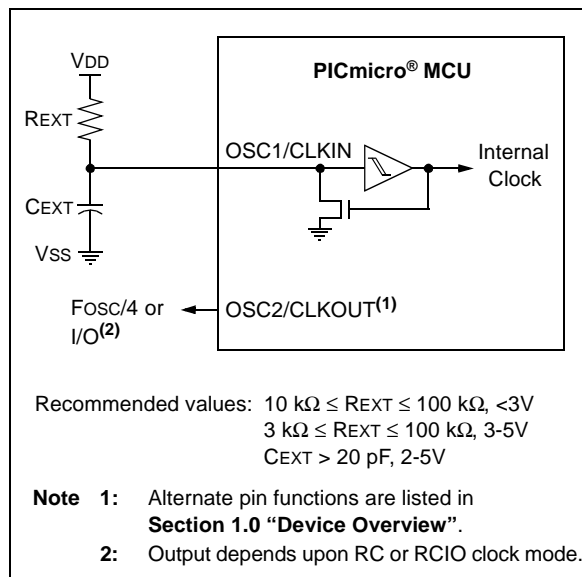 VDD
PICmicro® MCU
REXT
OSC1/CLKIN
Internal
Clock
CEXT
VSS
FOSC/4 or
I/O(2)
OSC2/CLKOUT(1)
Recommended values: 10 kΩ ≤ REXT ≤ 100 kΩ, <3V
3 kΩ ≤ REXT ≤ 100 kΩ, 3-5V
CEXT > 20 pF, 2-5V
Note 1: Alternate pin functions are listed in
Section 1.0 “Device Overview”.
2: Output depends upon RC or RCIO clock mode.